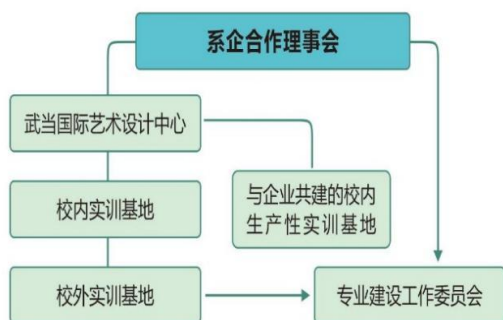 系企合作理事会
武当国际艺术设计中心
校内实训基地
与企业共建的校内
生产性实训基地
校外实训基地
专业建设工作委员会